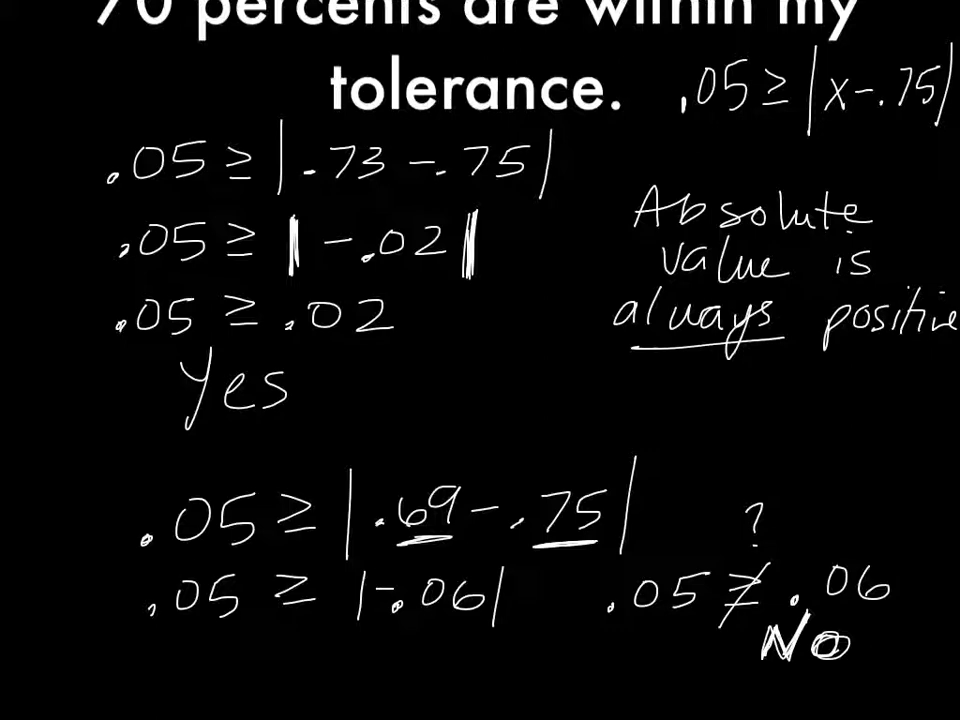 70 percents are within my
tolerance.
.05 ≥ |x-.75|
.05 ≥ |.73-.75|
.05 ≥ |-.02|
.05 ≥ .02
Yes
Absolute
value is
always positive
.05 ≥ |.69-.75|
?
.05 ≥ |-.06|
.05 ≱ .06
No